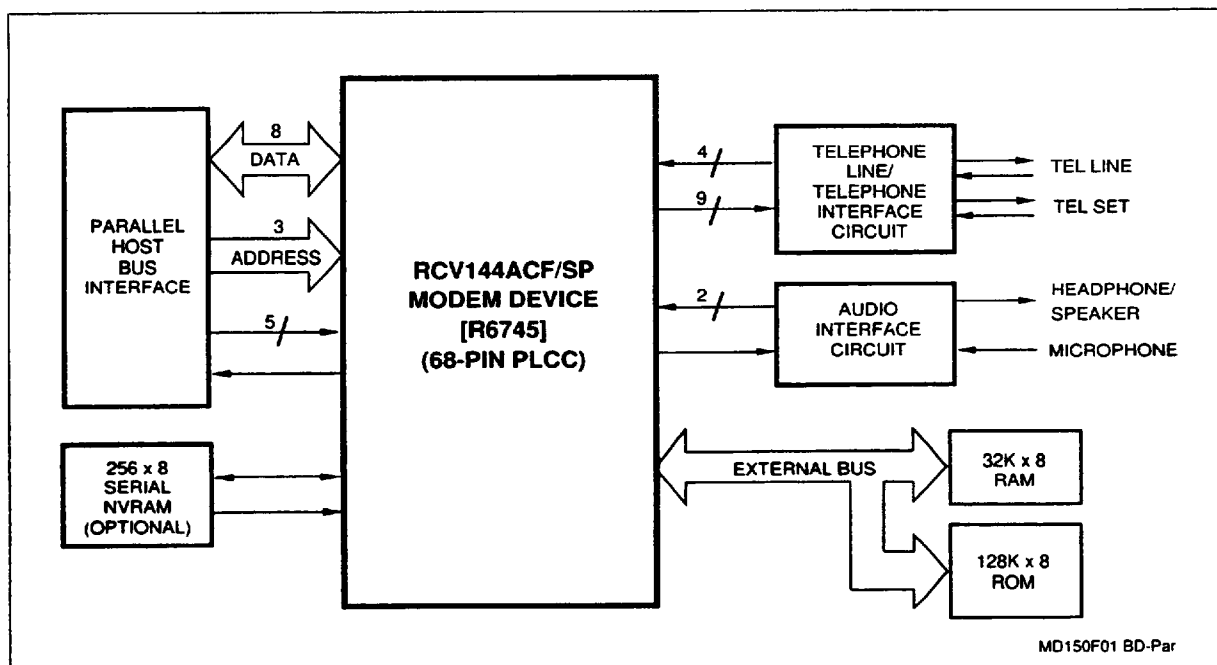 8
DATA
3
ADDRESS
5
PARALLEL
HOST
BUS
INTERFACE
256 x 8
SERIAL
NVRAM
(OPTIONAL)
RCV144ACF/SP
MODEM DEVICE
[R6745]
(68-PIN PLCC)
4
9
TELEPHONE
LINE/
TELEPHONE
INTERFACE
CIRCUIT
TEL LINE
TEL SET
2
AUDIO
INTERFACE
CIRCUIT
HEADPHONE/
SPEAKER
MICROPHONE
EXTERNAL BUS
32K x 8
RAM
128K x 8
ROM
MD150F01 BD-Par